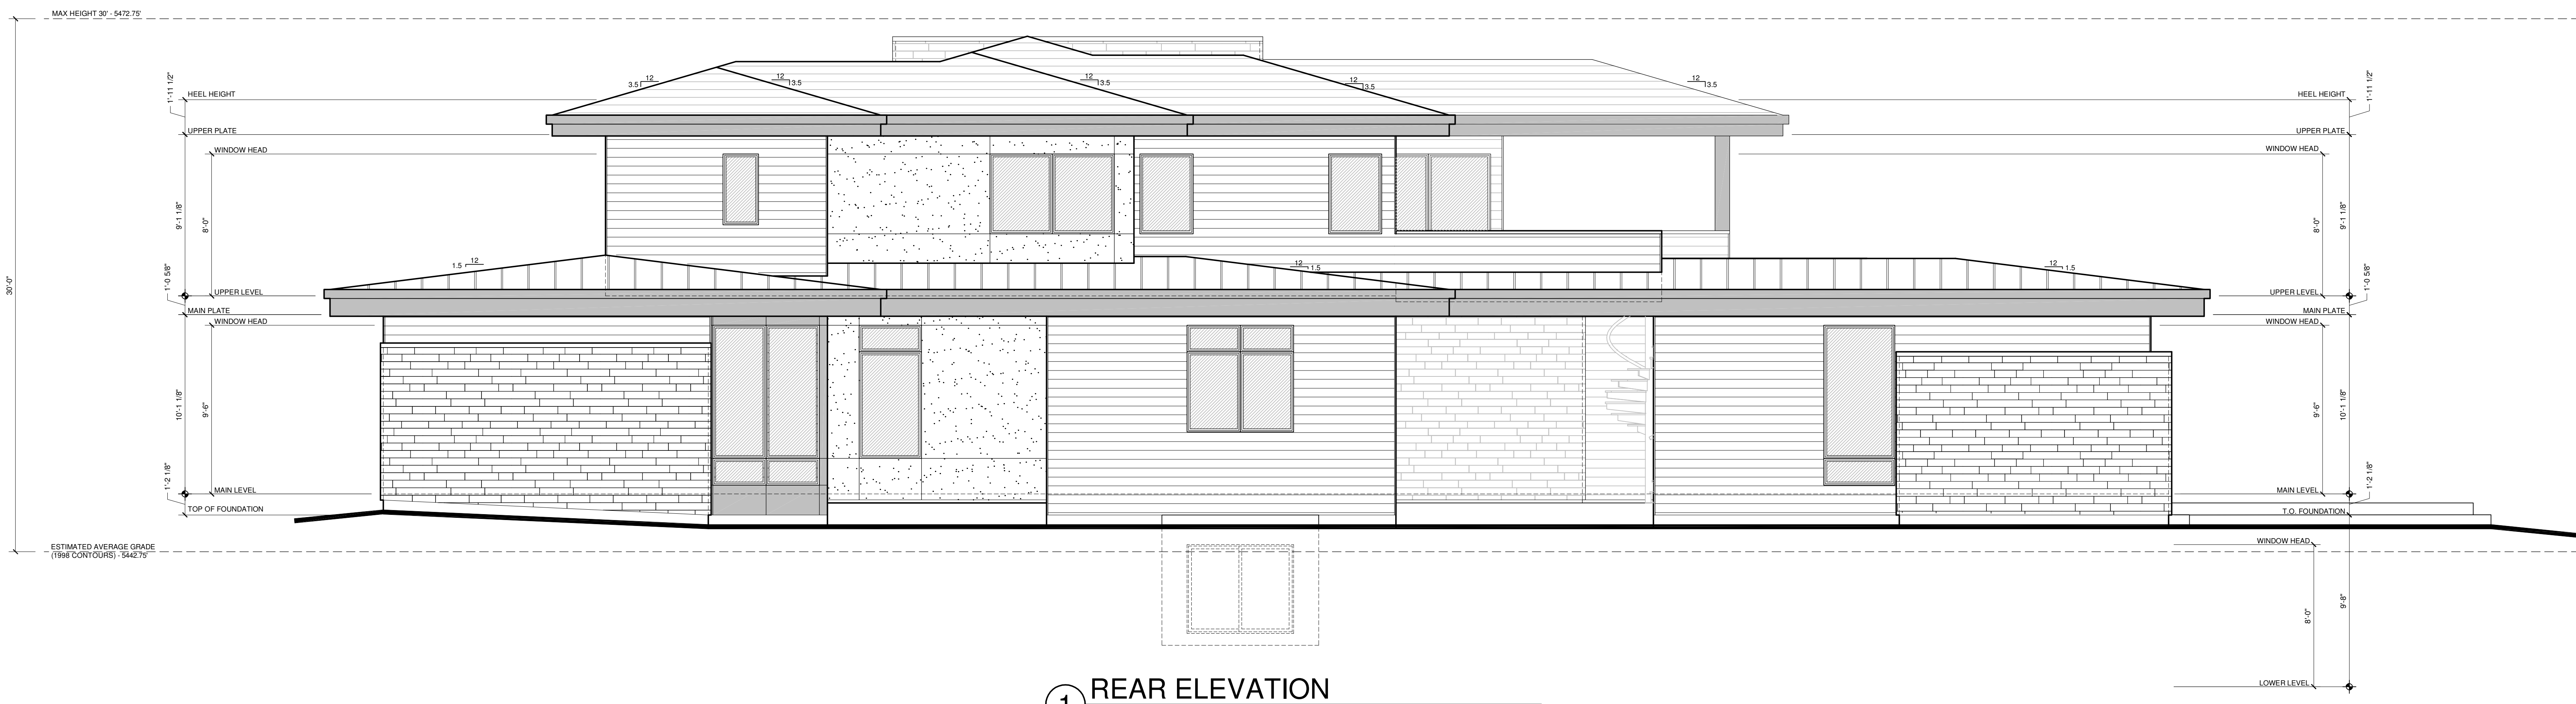 MAX HEIGHT 30' - 5472.75'
30'-0"
1'-11 1/2"
HEEL HEIGHT
UPPER PLATE
WINDOW HEAD
9'-1 1/8"
8'-0"
1'-0 5/8"
UPPER LEVEL
MAIN PLATE
WINDOW HEAD
10'-1 1/8"
9'-6"
1'-2 1/8"
MAIN LEVEL
TOP OF FOUNDATION
ESTIMATED AVERAGE GRADE
(1998 CONTOURS) - 5442.75'
12
3.5
12
3.5
12
3.5
12
3.5
12
3.5
12
1.5
12
1.5
12
1.5
HEEL HEIGHT
1'-11 1/2"
UPPER PLATE
WINDOW HEAD
8'-0"
9'-1 1/8"
UPPER LEVEL
1'-0 5/8"
MAIN PLATE
WINDOW HEAD
9'-6"
10'-1 1/8"
1'-2 1/8"
MAIN LEVEL
T.O. FOUNDATION
WINDOW HEAD
8'-0"
9'-8"
LOWER LEVEL
1 REAR ELEVATION